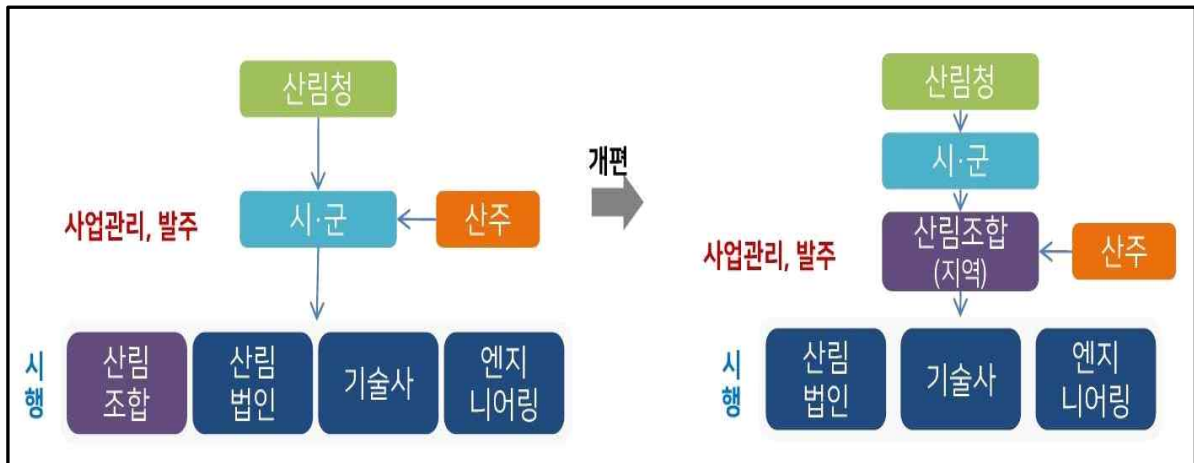 산림청
시·군
산주
사업관리, 발주
시
행
산림
조합
산림
법인
기술사
엔지
니어링
개편
산림청
시·군
산림조합
(지역)
산주
사업관리, 발주
시
행
산림
법인
기술사
엔지
니어링